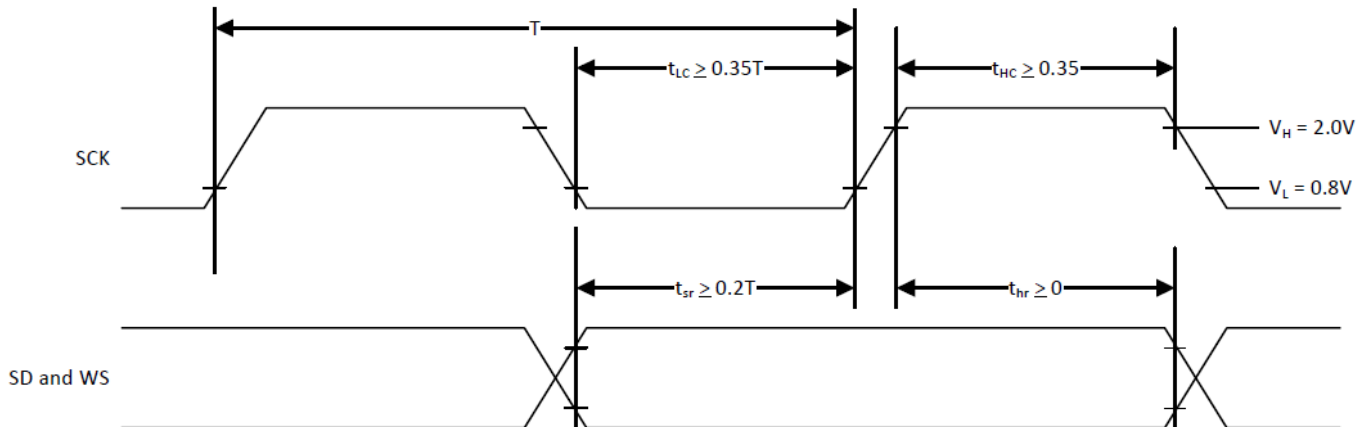 T
t_LC ≥ 0.35T
t_HC ≥ 0.35
SCK
V_H = 2.0V
V_L = 0.8V
t_sr ≥ 0.2T
t_hr ≥ 0
SD and WS